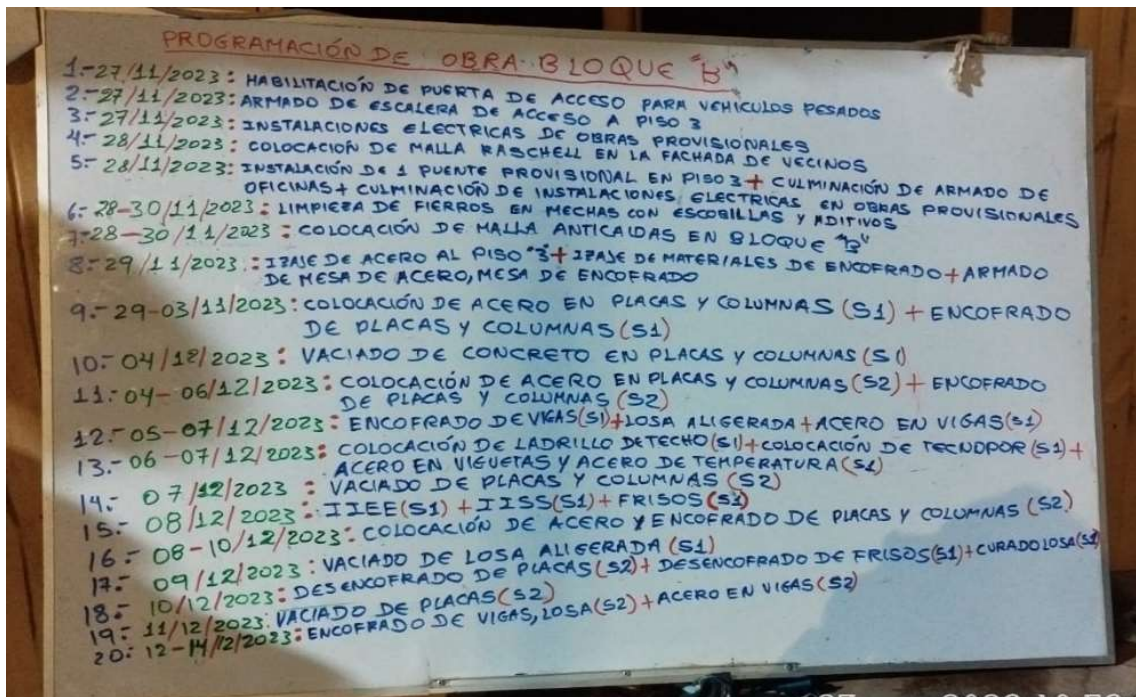 PROGRAMACIÓN DE OBRA BLOQUE "B"
1.-27/11/2023: HABILITACIÓN DE PUERTA DE ACCESO PARA VEHICULOS PESADOS
2.-27/11/2023: ARMADO DE ESCALERA DE ACCESO A PISO 3
3.-27/11/2023: INSTALACIONES ELECTRICAS DE OBRAS PROVISIONALES
4.-28/11/2023: COLOCACIÓN DE MALLA RASCHELL EN LA FACHADA DE VECINOS
5.-28/11/2023: INSTALACIÓN DE 1 PUENTE PROVISIONAL EN PISO 3 + CULMINACIÓN DE ARMADO DE
OFICINAS + CULMINACIÓN DE INSTALACIONES ELECTRICAS EN OBRAS PROVISIONALES
6.-28-30/11/2023: LIMPIEZA DE FIERROS EN MECHAS CON ESCOBILLAS Y ADITIVOS
7.-28-30/11/2023: COLOCACIÓN DE MALLA ANTICAIDAS EN BLOQUE "B"
8.-29/11/2023: IZAJE DE ACERO AL PISO "3 + IZAJE DE MATERIALES DE ENCOFRADO + ARMADO
DE MESA DE ACERO, MESA DE ENCOFRADO
9.-29-03/11/2023: COLOCACIÓN DE ACERO EN PLACAS Y COLUMNAS (S1) + ENCOFRADO
DE PLACAS Y COLUMNAS (S1)
10.-04/12/2023: VACIADO DE CONCRETO EN PLACAS Y COLUMNAS (S1)
11.-04-06/12/2023: COLOCACIÓN DE ACERO EN PLACAS Y COLUMNAS (S2) + ENCOFRADO
DE PLACAS Y COLUMNAS (S2)
12.-05-07/12/2023: ENCOFRADO DE VIGAS(S1)+LOSA ALIGERADA+ACERO EN VIGAS(S1)
13.-06-07/12/2023: COLOCACIÓN DE LADRILLO DE TECHO(S1)+COLOCACIÓN DE TECNOPOR(S1)+
ACERO EN VIGUETAS Y ACERO DE TEMPERATURA(S1)
14.- 07/12/2023: VACIADO DE PLACAS Y COLUMNAS (S2)
15.- 08/12/2023: IIEE(S1)+IISS(S1)+FRISOS(S1)
16.- 08-10/12/2023: COLOCACIÓN DE ACERO Y ENCOFRADO DE PLACAS Y COLUMNAS (S2)
17.- 09/12/2023: VACIADO DE LOSA ALIGERADA (S1)
18.- 10/12/2023: DESENCOFRADO DE PLACAS(S2)+DESENCOFRADO DE FRISOS(S1)+CURADO LOSA(S1)
19.- 11/12/2023: VACIADO DE PLACAS(S2)
20.- 12-14/12/2023: ENCOFRADO DE VIGAS, LOSA(S2)+ACERO EN VIGAS(S2)